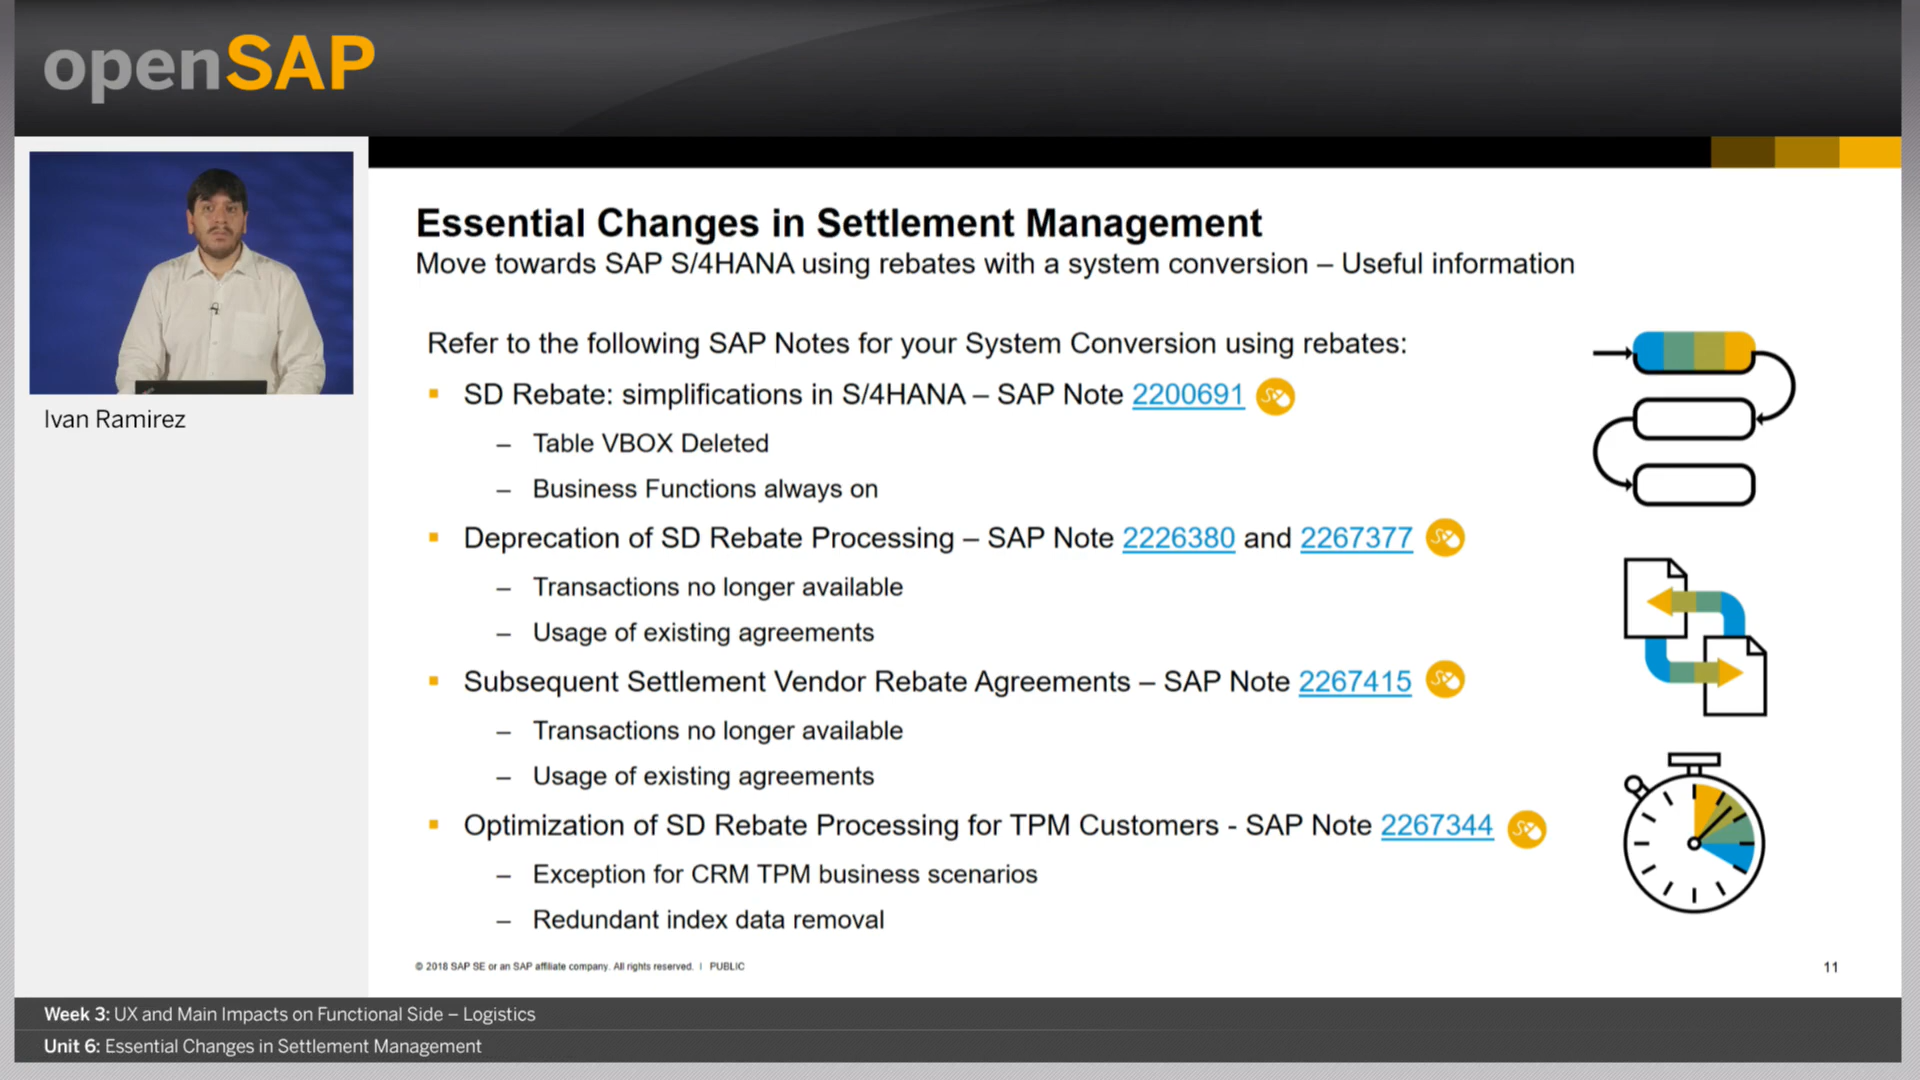 openSAP
Ivan Ramirez
Essential Changes in Settlement Management
Move towards SAP S/4HANA using rebates with a system conversion – Useful information
Refer to the following SAP Notes for your System Conversion using rebates:
▪ SD Rebate: simplifications in S/4HANA – SAP Note 2200691
– Table VBOX Deleted
– Business Functions always on
▪ Deprecation of SD Rebate Processing – SAP Note 2226380 and 2267377
– Transactions no longer available
– Usage of existing agreements
▪ Subsequent Settlement Vendor Rebate Agreements – SAP Note 2267415
– Transactions no longer available
– Usage of existing agreements
▪ Optimization of SD Rebate Processing for TPM Customers - SAP Note 2267344
– Exception for CRM TPM business scenarios
– Redundant index data removal
© 2018 SAP SE or an SAP affiliate company. All rights reserved. | PUBLIC
11
Week 3: UX and Main Impacts on Functional Side – Logistics
Unit 6: Essential Changes in Settlement Management